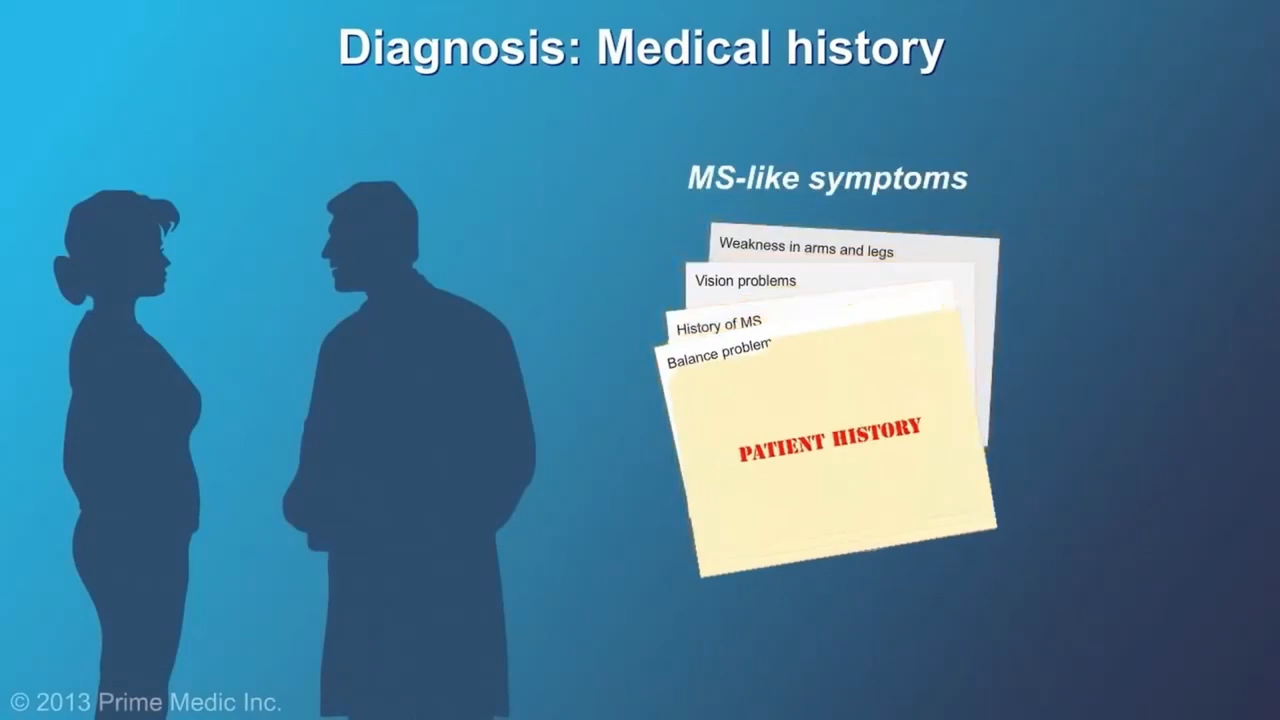 Diagnosis: Medical history
MS-like symptoms
Weakness in arms and legs
Vision problems
History of MS
Balance problem
PATIENT HISTORY
© 2013 Prime Medic Inc.